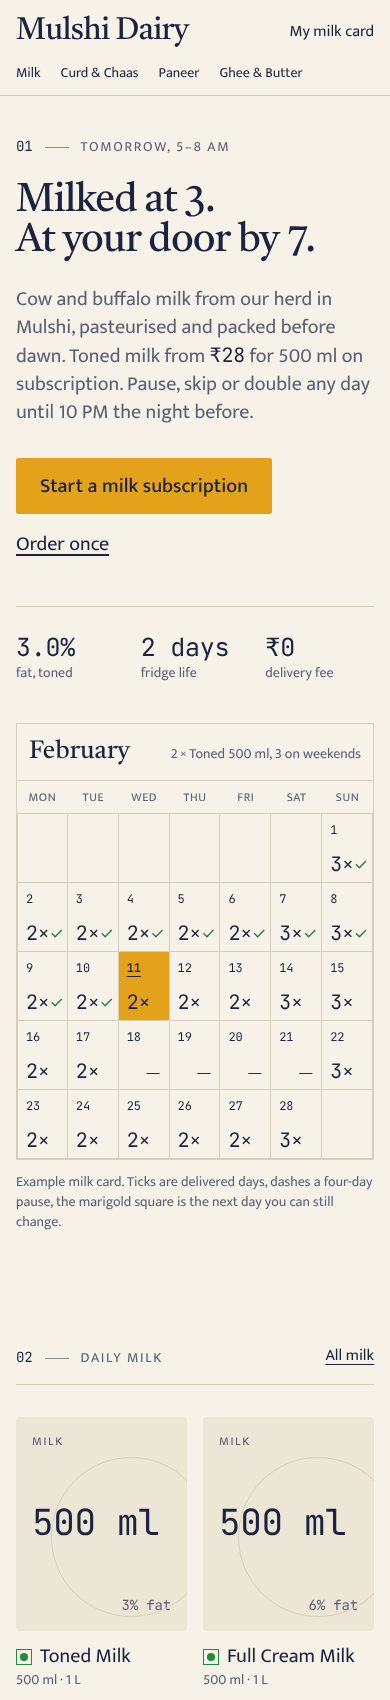 Mulshi Dairy
My milk card
Milk Curd & Chaas Paneer Ghee & Butter
01 — TOMORROW, 5–8 AM
Milked at 3.
At your door by 7.
Cow and buffalo milk from our herd in
Mulshi, pasteurised and packed before
dawn. Toned milk from ₹28 for 500 ml on
subscription. Pause, skip or double any day
until 10 PM the night before.
Start a milk subscription
Order once
3.0% 2 days ₹0
fat, toned fridge life delivery fee
February 2 × Toned 500 ml, 3 on weekends
MON TUE WED THU FRI SAT SUN
1
3×✓
2 3 4 5 6 7 8
2×✓ 2×✓ 2×✓ 2×✓ 2×✓ 3×✓ 3×✓
9 10 11 12 13 14 15
2×✓ 2×✓ 2× 2× 2× 3× 3×
16 17 18 19 20 21 22
2× 2× — — — — 3×
23 24 25 26 27 28
2× 2× 2× 2× 2× 3×
Example milk card. Ticks are delivered days, dashes a four-day
pause, the marigold square is the next day you can still
change.
02 — DAILY MILK All milk
MILK MILK
500 ml 500 ml
3% fat 6% fat
Toned Milk Full Cream Milk
500 ml · 1 L 500 ml · 1 L